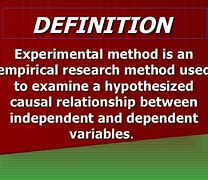 DEFINITION
Experimental method is an
empirical research method used
to examine a hypothesized
causal relationship between
independent and dependent
variables.